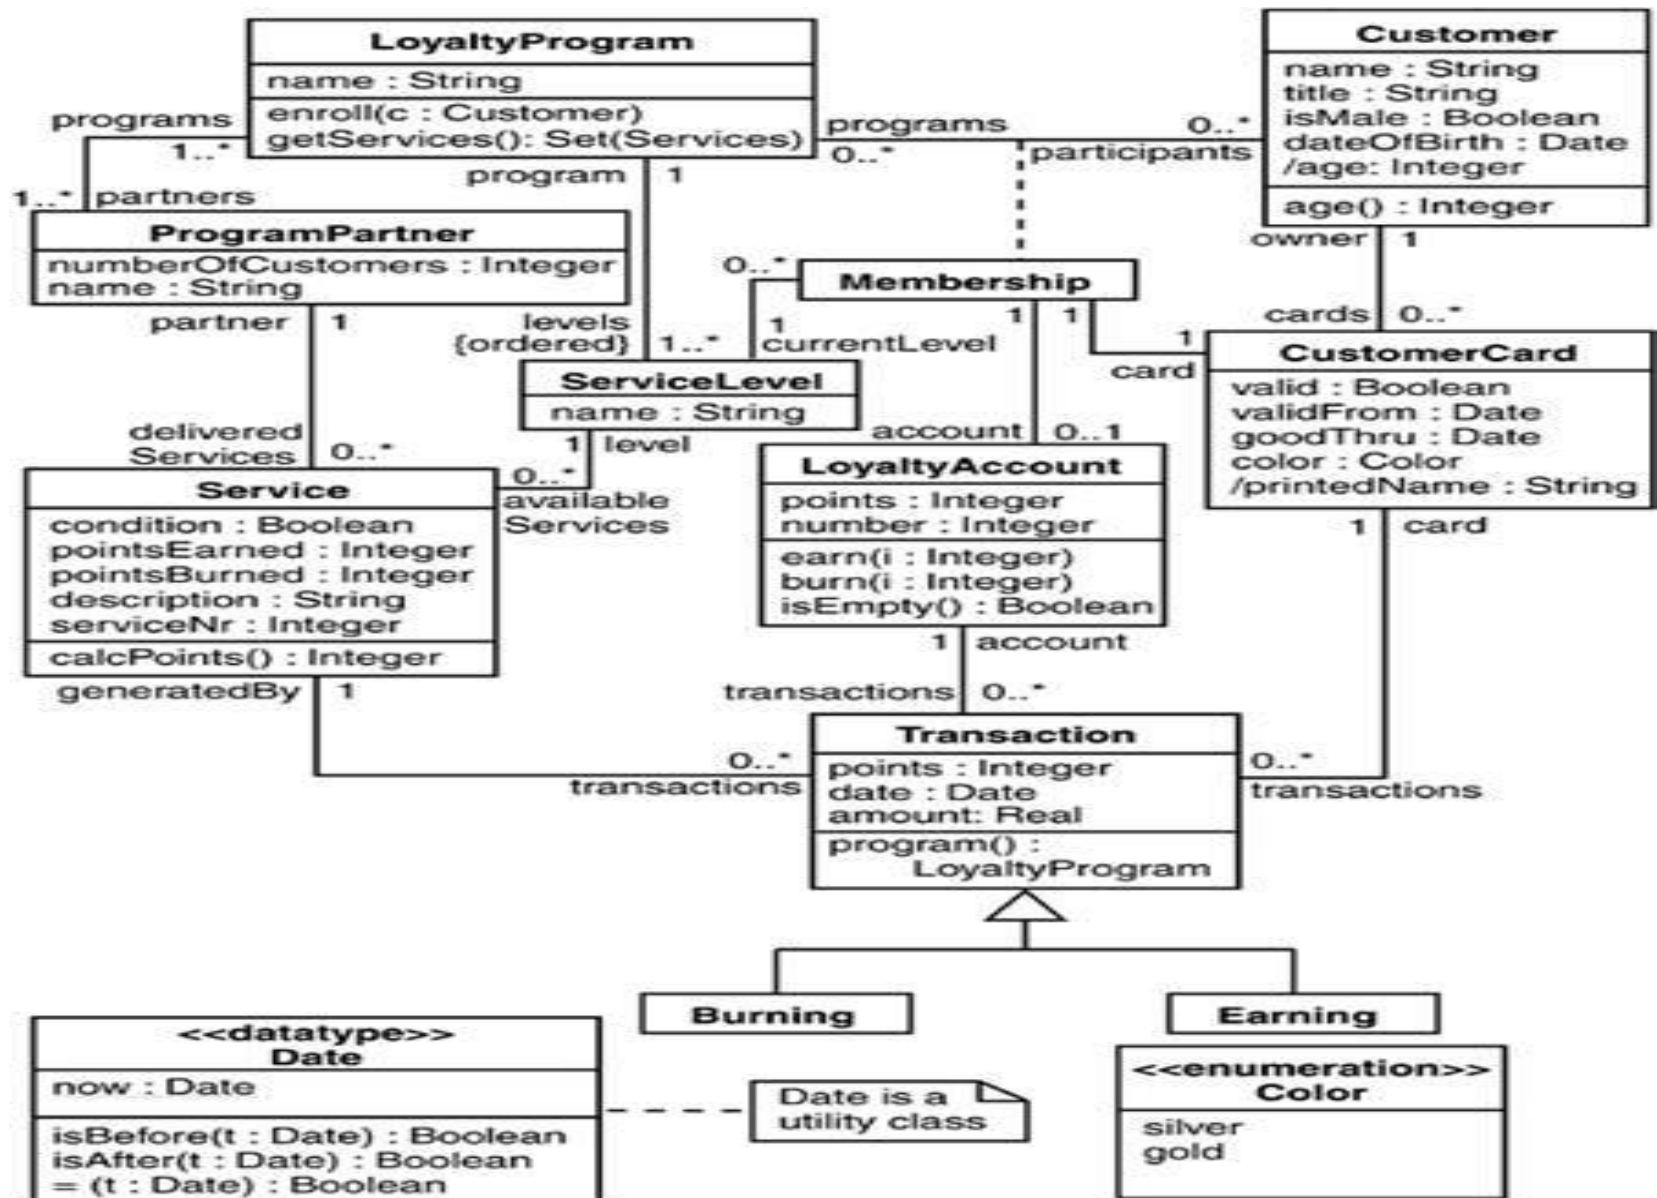 LoyaltyProgram
name : String
enroll(c : Customer)
getServices(): Set(Services)
Customer
name : String
title : String
isMale : Boolean
dateOfBirth : Date
/age: Integer
age() : Integer
programs
1..*
programs
0..*
0..*
participants
program
1
1..*
partners
ProgramPartner
numberOfCustomers : Integer
name : String
owner
1
0..*
Membership
partner
1
levels
{ordered}
1..*
1
currentLevel
1
1
1
card
cards
0..*
CustomerCard
valid : Boolean
validFrom : Date
goodThru : Date
color : Color
/printedName : String
ServiceLevel
name : String
delivered
Services
0..*
1
level
0..*
available
Services
account
0..1
LoyaltyAccount
points : Integer
number : Integer
earn(i : Integer)
burn(i : Integer)
isEmpty() : Boolean
Service
condition : Boolean
pointsEarned : Integer
pointsBurned : Integer
description : String
serviceNr : Integer
calcPoints() : Integer
1
card
1
account
generatedBy
1
transactions
0..*
0..*
transactions
Transaction
points : Integer
date : Date
amount: Real
program() :
LoyaltyProgram
0..*
transactions
Burning
Earning
<<datatype>>
Date
now : Date
isBefore(t : Date) : Boolean
isAfter(t : Date) : Boolean
= (t : Date) : Boolean
Date is a
utility class
<<enumeration>>
Color
silver
gold